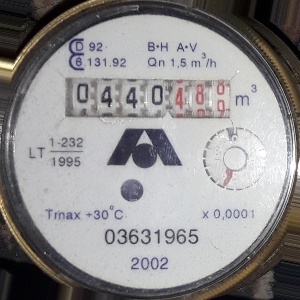 D 92 B·H A·V
6.131.92 Qn 1,5 m³/h
0440488 m³
LT 1-232
1995
Tmax +30°C x 0,0001
03631965
2002